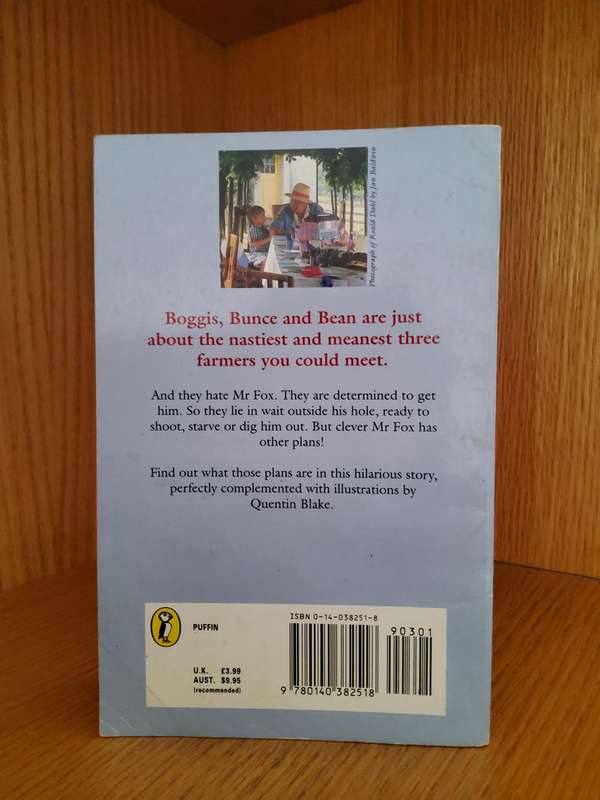 Photograph of Roald Dahl by Jan Baldwin
Boggis, Bunce and Bean are just
about the nastiest and meanest three
farmers you could meet.
And they hate Mr Fox. They are determined to get
him. So they lie in wait outside his hole, ready to
shoot, starve or dig him out. But clever Mr Fox has
other plans!
Find out what those plans are in this hilarious story,
perfectly complemented with illustrations by
Quentin Blake.
PUFFIN
U.K. £3.99
AUST. $9.95
(recommended)
ISBN 0-14-038251-8
90301
9 780140 382518